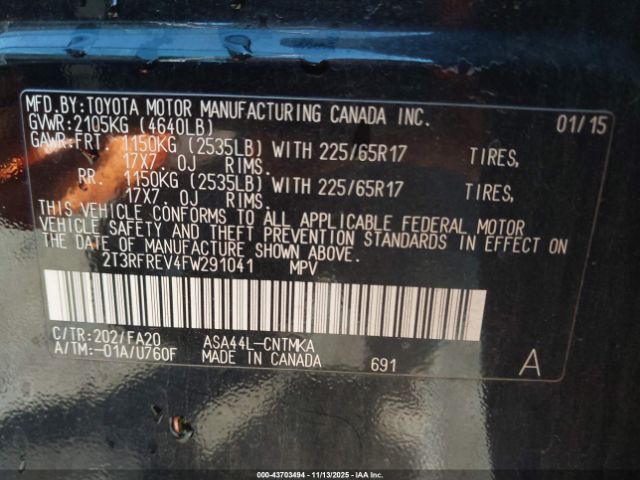 MFD.BY:TOYOTA MOTOR MANUFACTURING CANADA INC.
GVWR:2105KG (4640LB) 01/15
GAWR:FRT. 1150KG (2535LB) WITH 225/65R17 TIRES,
17X7. 0J RIMS.
RR. 1150KG (2535LB) WITH 225/65R17 TIRES,
17X7. 0J RIMS.
THIS VEHICLE CONFORMS TO ALL APPLICABLE FEDERAL MOTOR
VEHICLE SAFETY AND THEFT PREVENTION STANDARDS IN EFFECT ON
THE DATE OF MANUFACTURE SHOWN ABOVE.
2T3RFREV4FW291041 MPV
C/TR:202/FA20 ASA44L-CNTMKA
A/TM:-01A/U760F MADE IN CANADA 691 A
000-43703494 - 11/13/2025 - IAA Inc.